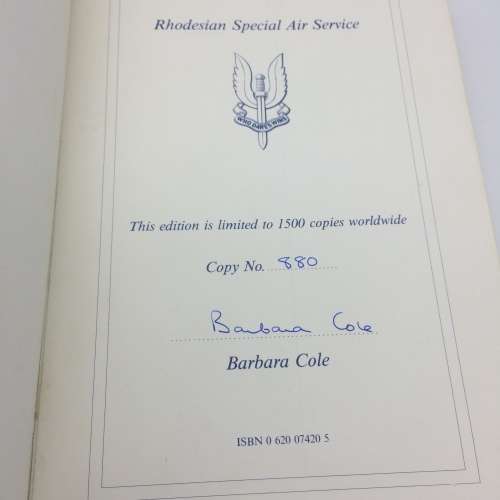 Rhodesian Special Air Service
WHO DARES WINS
This edition is limited to 1500 copies worldwide
Copy No. 880
Barbara Cole
Barbara Cole
ISBN 0 620 07420 5